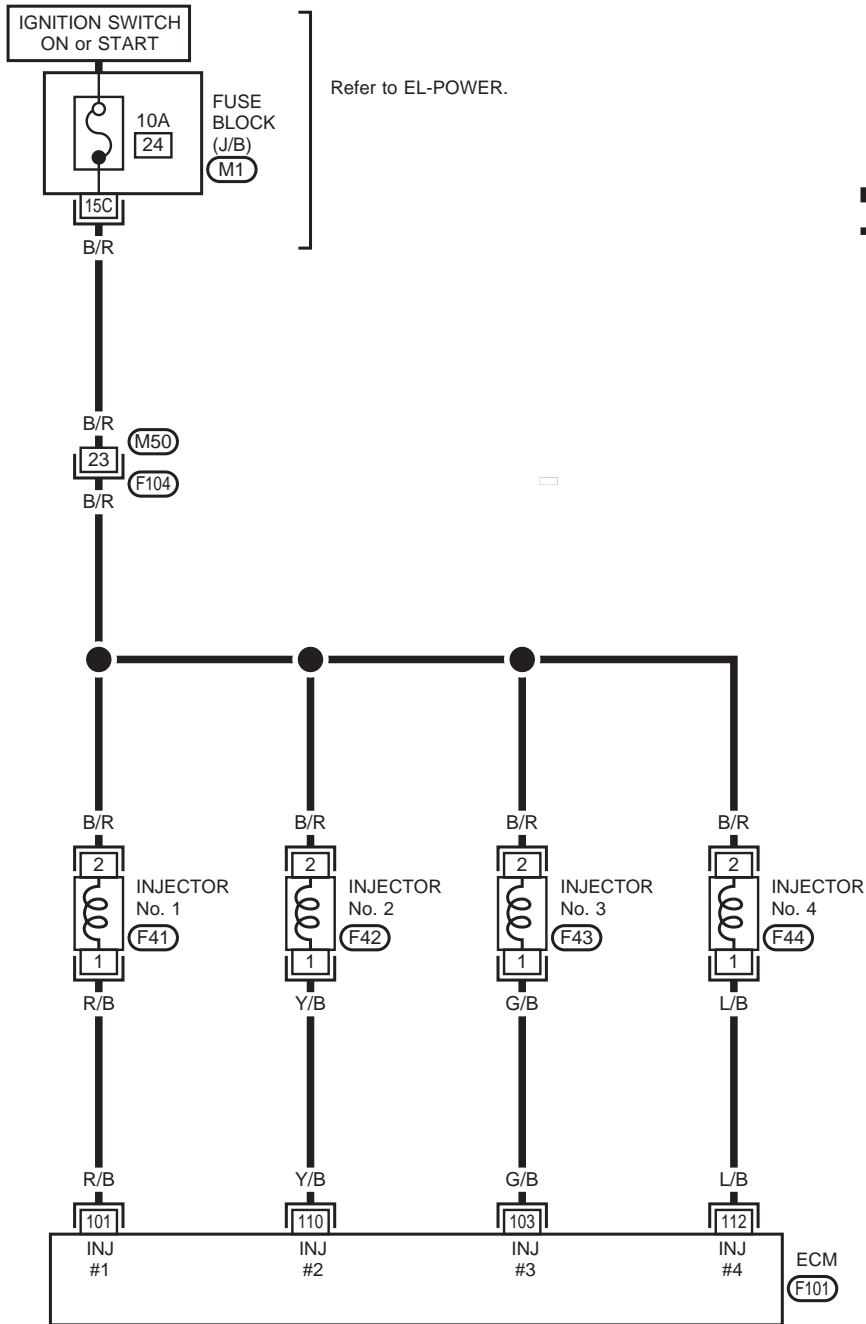 IGNITION SWITCH
ON or START
Refer to EL-POWER.
10A
24
FUSE
BLOCK
(J/B)
M1
15C
B/R
B/R
M50
23
F104
B/R
B/R
B/R
B/R
B/R
2
2
2
2
INJECTOR
No. 1
F41
INJECTOR
No. 2
F42
INJECTOR
No. 3
F43
INJECTOR
No. 4
F44
1
1
1
1
R/B
Y/B
G/B
L/B
R/B
Y/B
G/B
L/B
101
110
103
112
INJ
#1
INJ
#2
INJ
#3
INJ
#4
ECM
F101